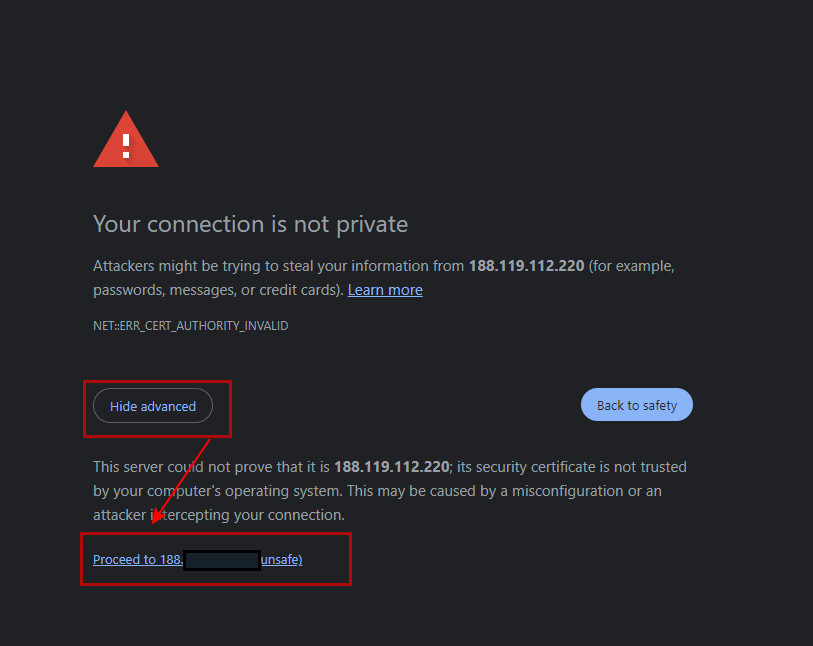 Your connection is not private
Attackers might be trying to steal your information from 188.119.112.220 (for example,
passwords, messages, or credit cards). Learn more
NET::ERR_CERT_AUTHORITY_INVALID
Hide advanced
Back to safety
This server could not prove that it is 188.119.112.220; its security certificate is not trusted
by your computer's operating system. This may be caused by a misconfiguration or an
attacker intercepting your connection.
Proceed to 188. unsafe)